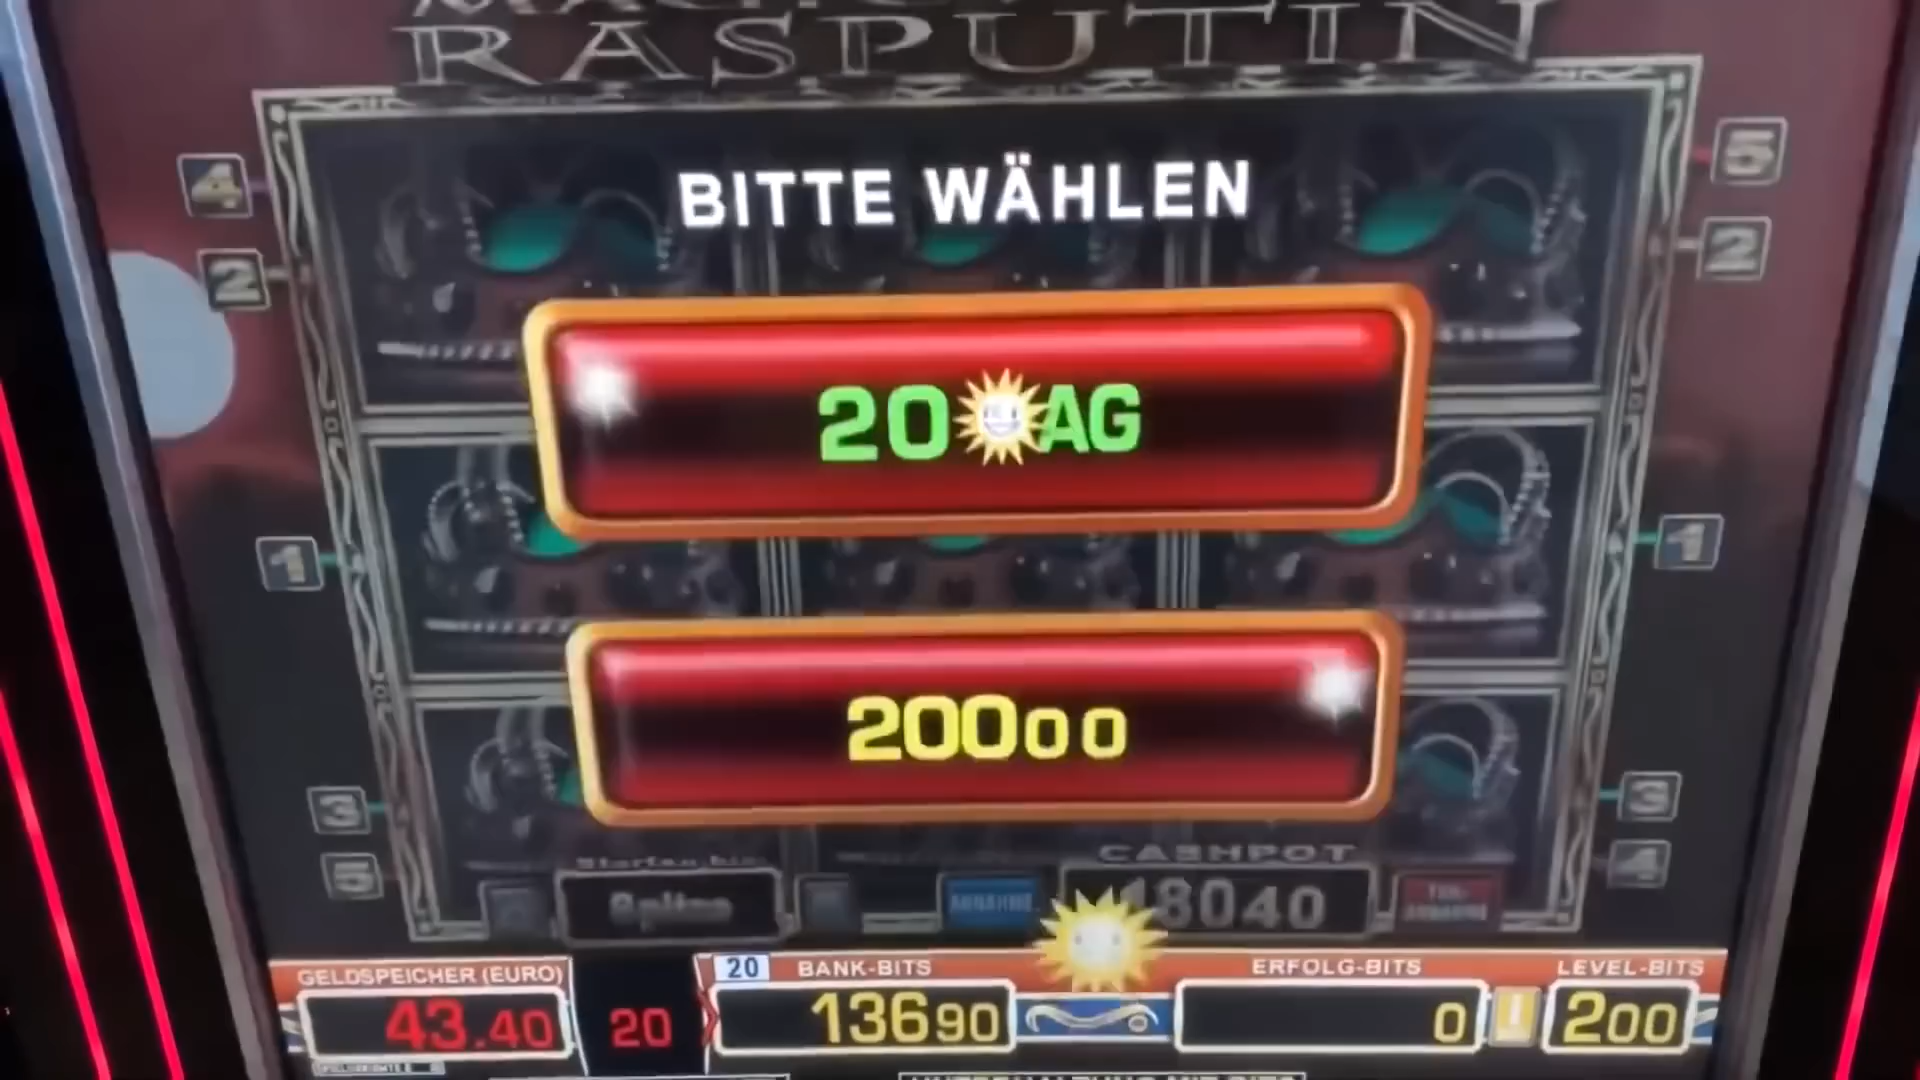 RASPUTIN
4
5
BITTE WÄHLEN
2
2
20 AG
1
1
20000
3
3
5
4
CASHPOT
18040
GELDSPEICHER (EURO)
20
BANK-BITS
ERFOLG-BITS
LEVEL-BITS
43.40
20
13690
0
200